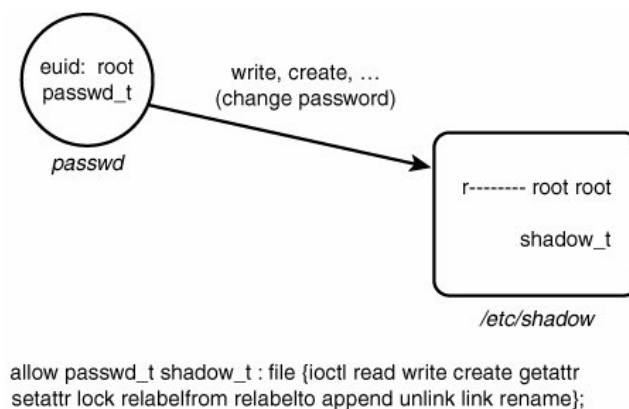 euid: root
passwd_t
passwd
write, create, ...
(change password)
r-------- root root
shadow_t
/etc/shadow
allow passwd_t shadow_t : file {ioctl read write create getattr
setattr lock relabelfrom relabelto append unlink link rename};